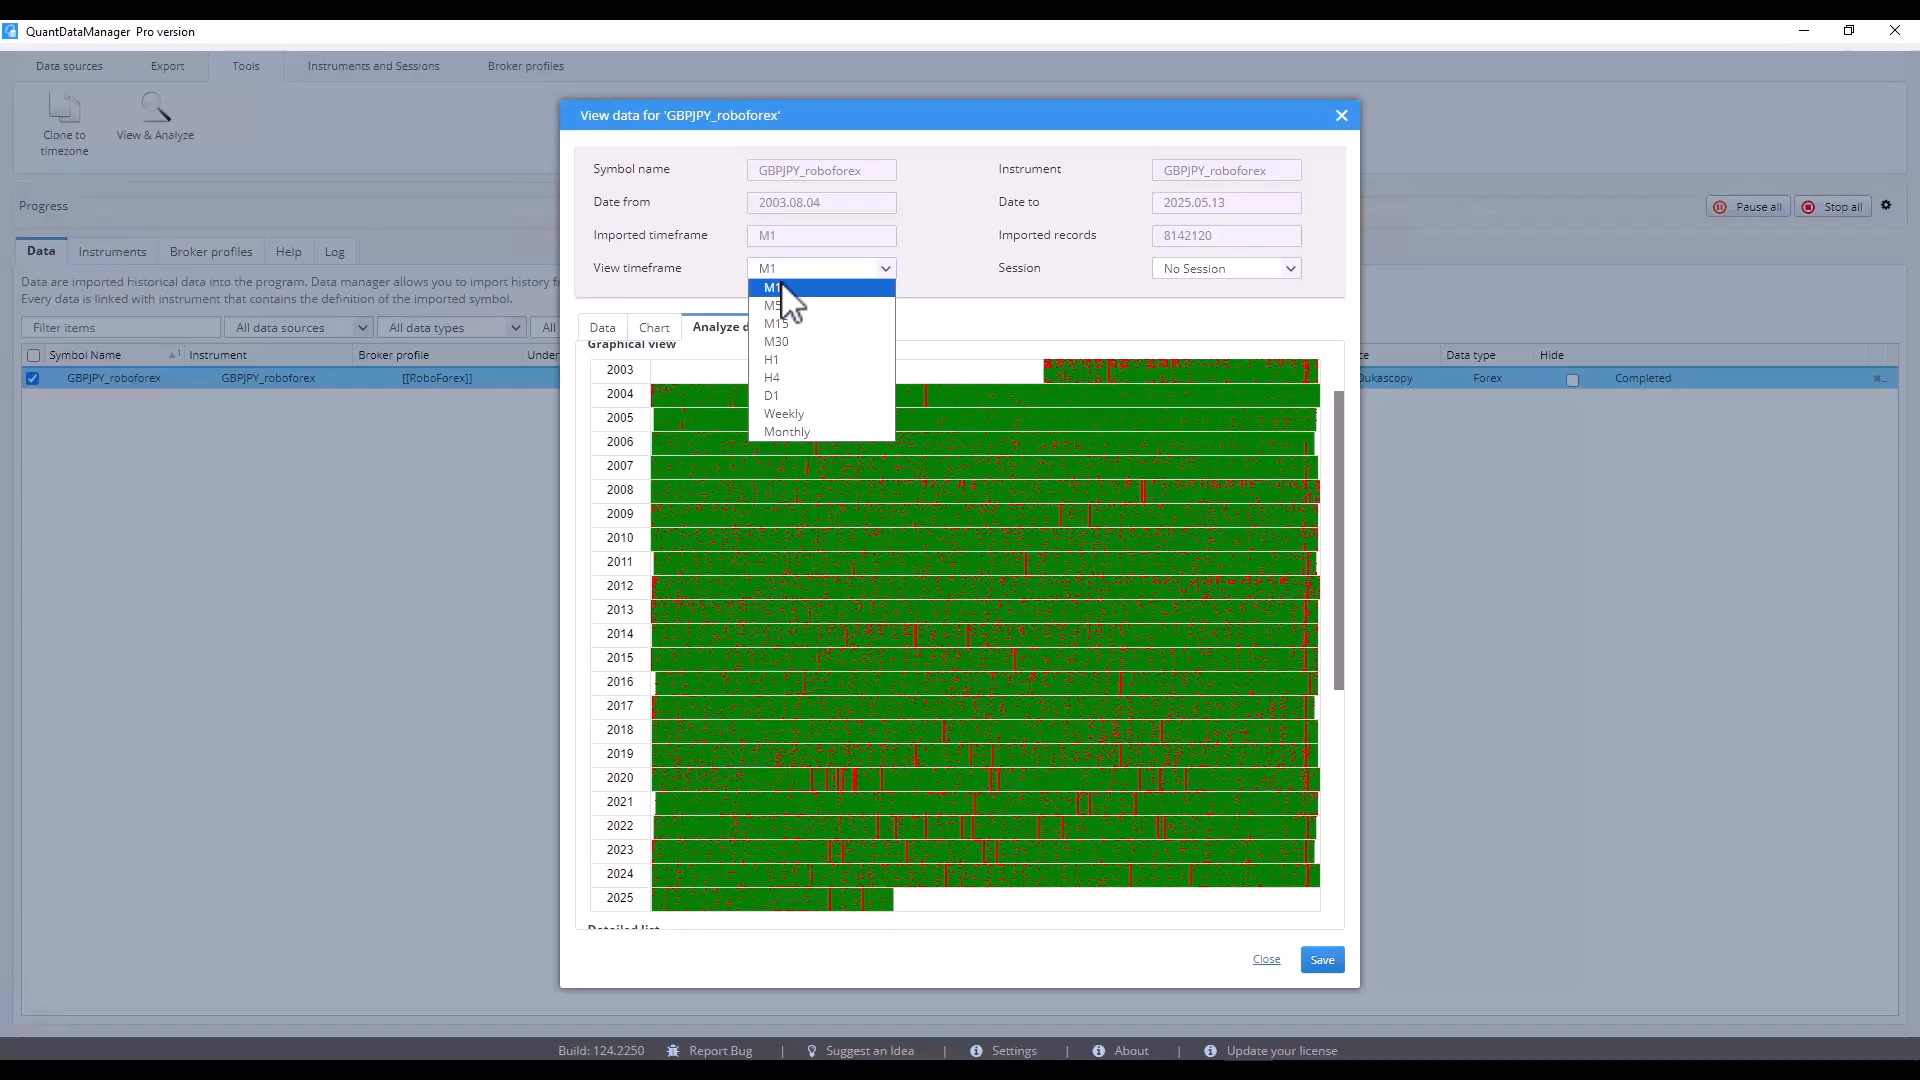 QuantDataManager Pro version
Data sources
Export
Tools
Instruments and Sessions
Broker profiles
Clone to
timezone
View & Analyze
Progress
Pause all
Stop all
Data
Instruments
Broker profiles
Help
Log
Data are imported historical data into the program. Data manager allows you to import history
Every data is linked with instrument that contains the definition of the imported symbol.
Filter items
All data sources
All data types
All
Symbol Name
1
Instrument
Broker profile
Under
Data type
Hide
GBPJPY_roboforex
GBPJPY_roboforex
[[RoboForex]]
Dukascopy
Forex
Completed
View data for 'GBPJPY_roboforex'
Symbol name
GBPJPY_roboforex
Instrument
GBPJPY_roboforex
Date from
2003.08.04
Date to
2025.05.13
Imported timeframe
M1
Imported records
8142120
View timeframe
M1
Session
No Session
M1
M5
M15
M30
H1
H4
D1
Weekly
Monthly
Data
Chart
Analyze
Graphical view
2003
2004
2005
2006
2007
2008
2009
2010
2011
2012
2013
2014
2015
2016
2017
2018
2019
2020
2021
2022
2023
2024
2025
Detailed list
Close
Save
Build: 124.2250
Report Bug
Suggest an Idea
Settings
About
Update your license